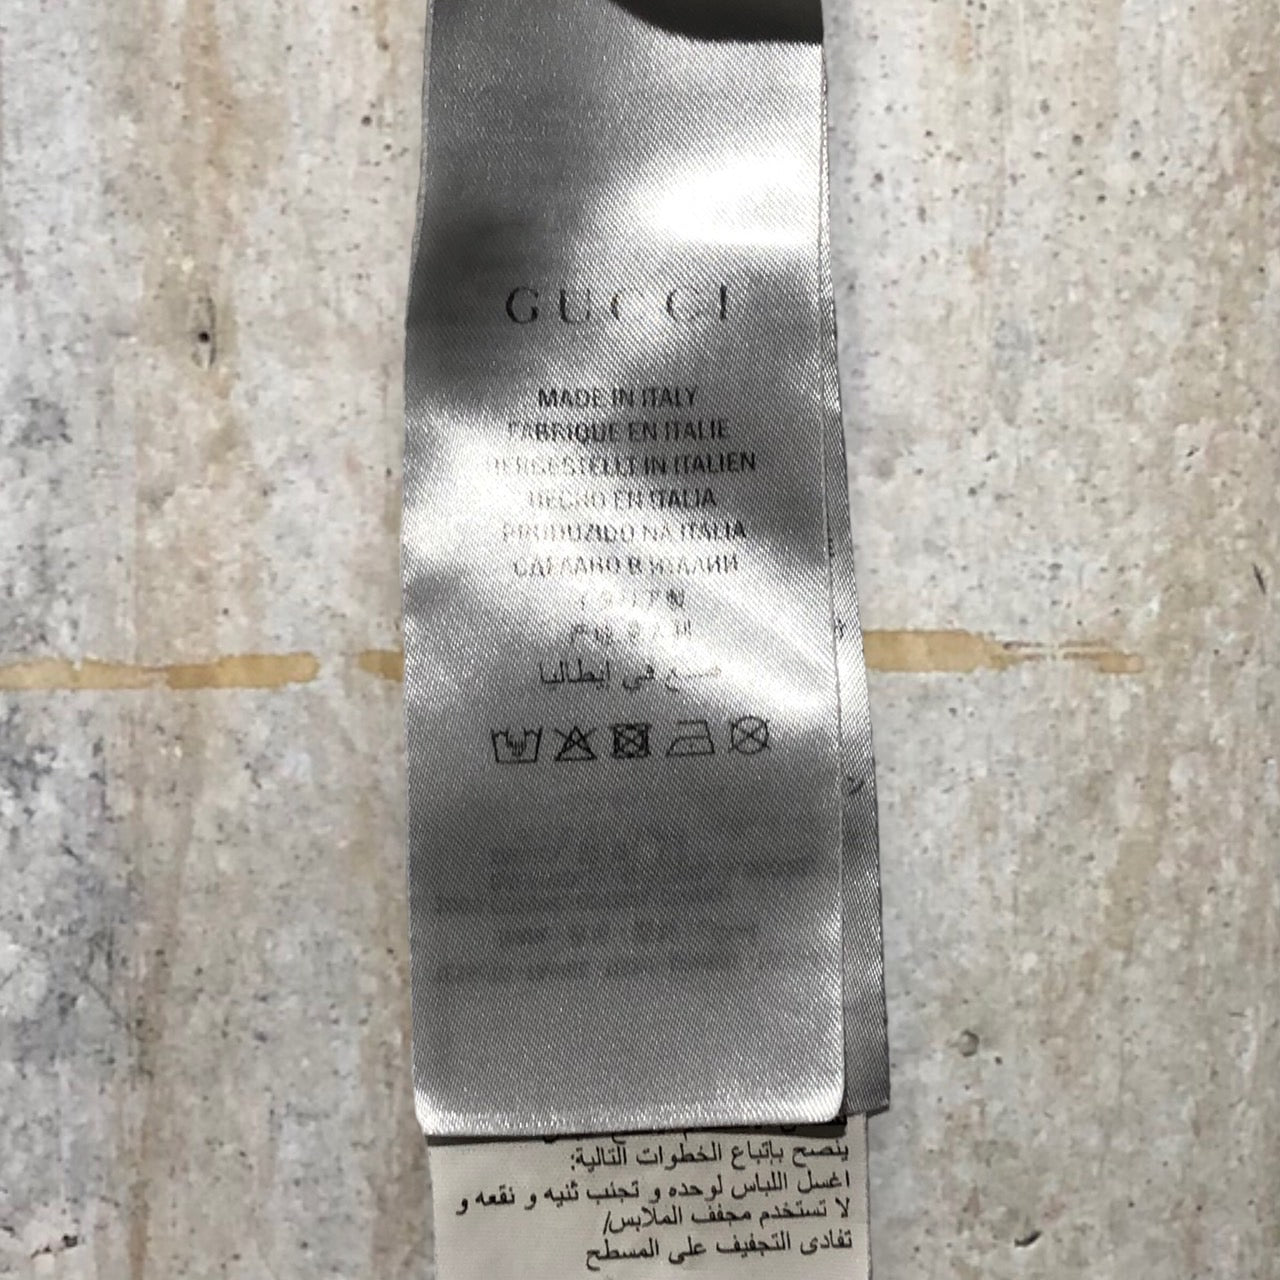 GUCCI
MADE IN ITALY
FABRIQUE EN ITALIE
HERGESTELLT IN ITALIEN
HECHO EN ITALIA
PRODUZIDO NA ITALIA
СДЕЛАНО В ИТАЛИИ
صنع في إيطاليا
ينصح بإتباع الخطوات التالية:
اغسل اللباس لوحده و تجنب ثنيه و نقعه و
لا تستخدم مجفف الملابس/
تفادى التجفيف على المسطح